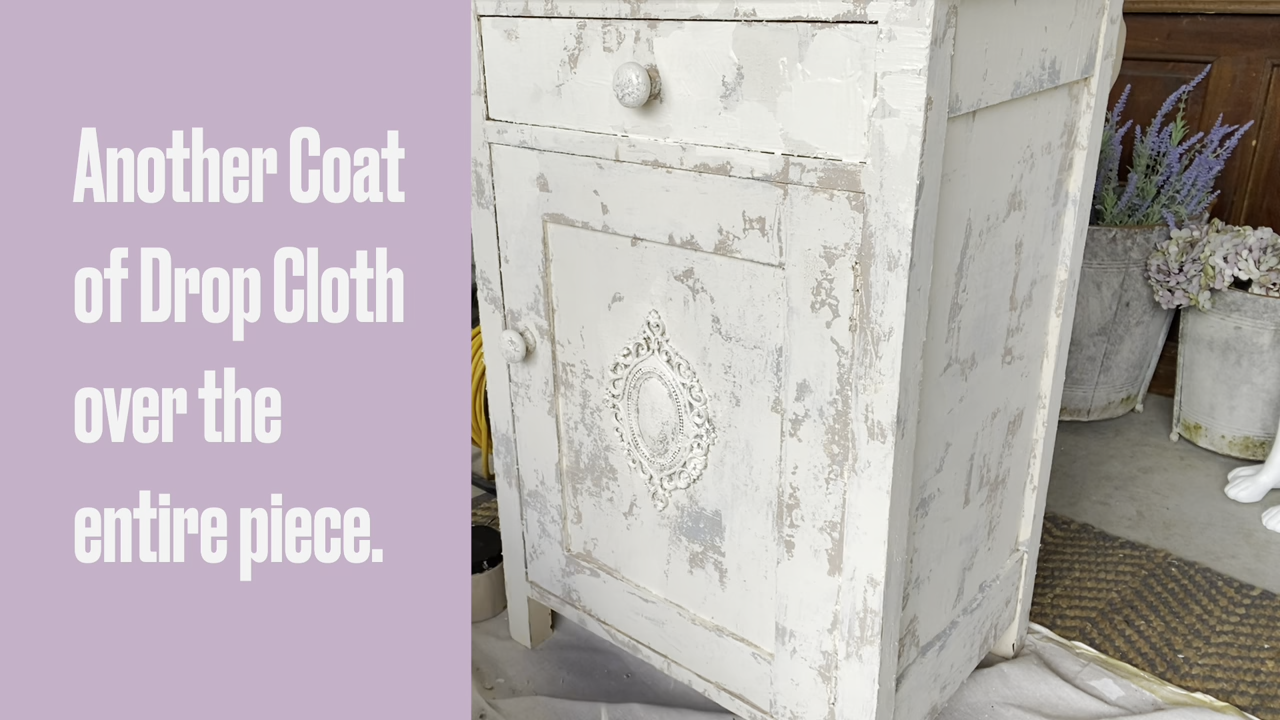 Another Coat
of Drop Cloth
over the
entire piece.